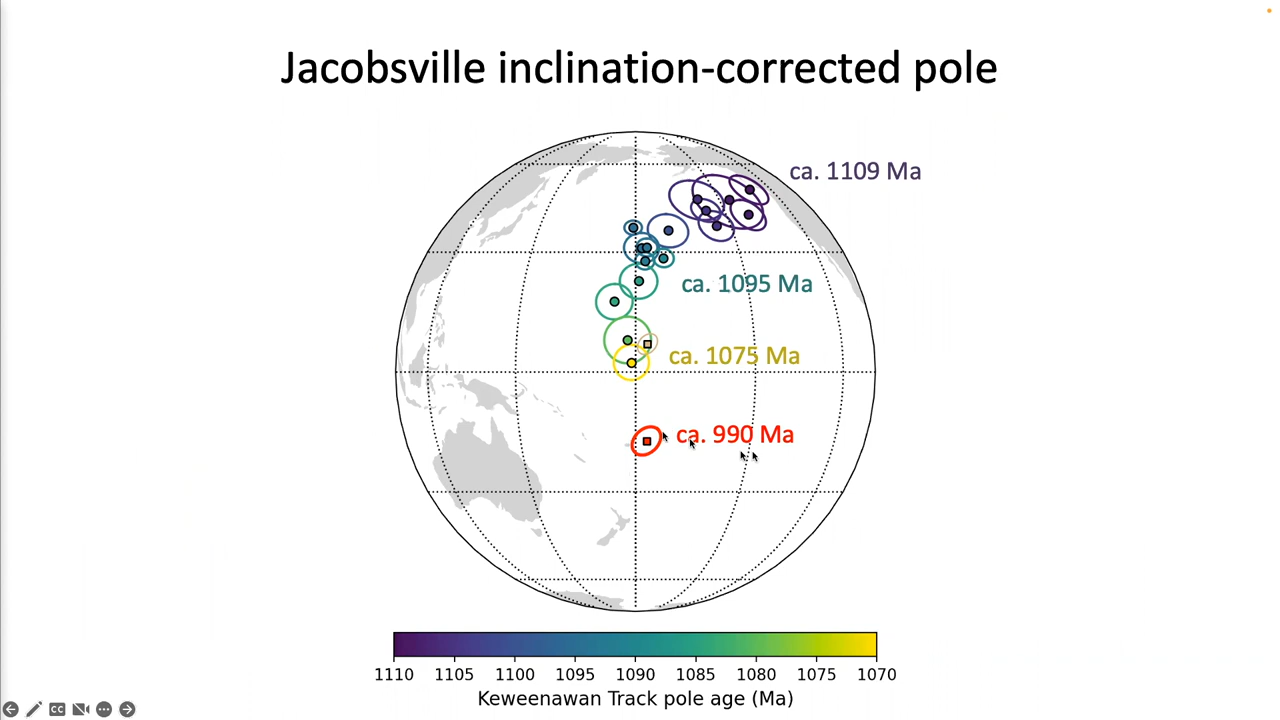 Jacobsville inclination-corrected pole
ca. 1109 Ma
ca. 1095 Ma
ca. 1075 Ma
ca. 990 Ma
1110 1105 1100 1095 1090 1085 1080 1075 1070
Keweenawan Track pole age (Ma)
CC